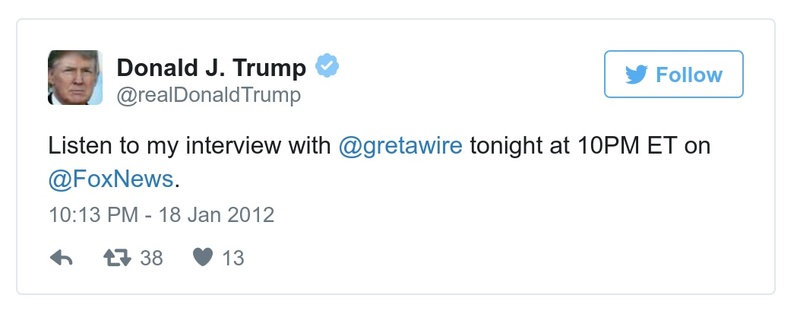 Donald J. Trump
@realDonaldTrump
Follow
Listen to my interview with @gretawire tonight at 10PM ET on
@FoxNews.
10:13 PM - 18 Jan 2012
38 13